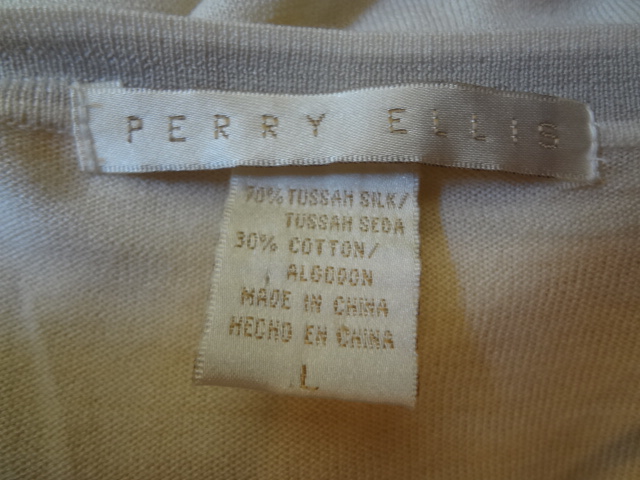 PERRY ELLIS
70% TUSSAH SILK/
TUSSAH SEDA
30% COTTON/
ALGODON
MADE IN CHINA
HECHO EN CHINA
L